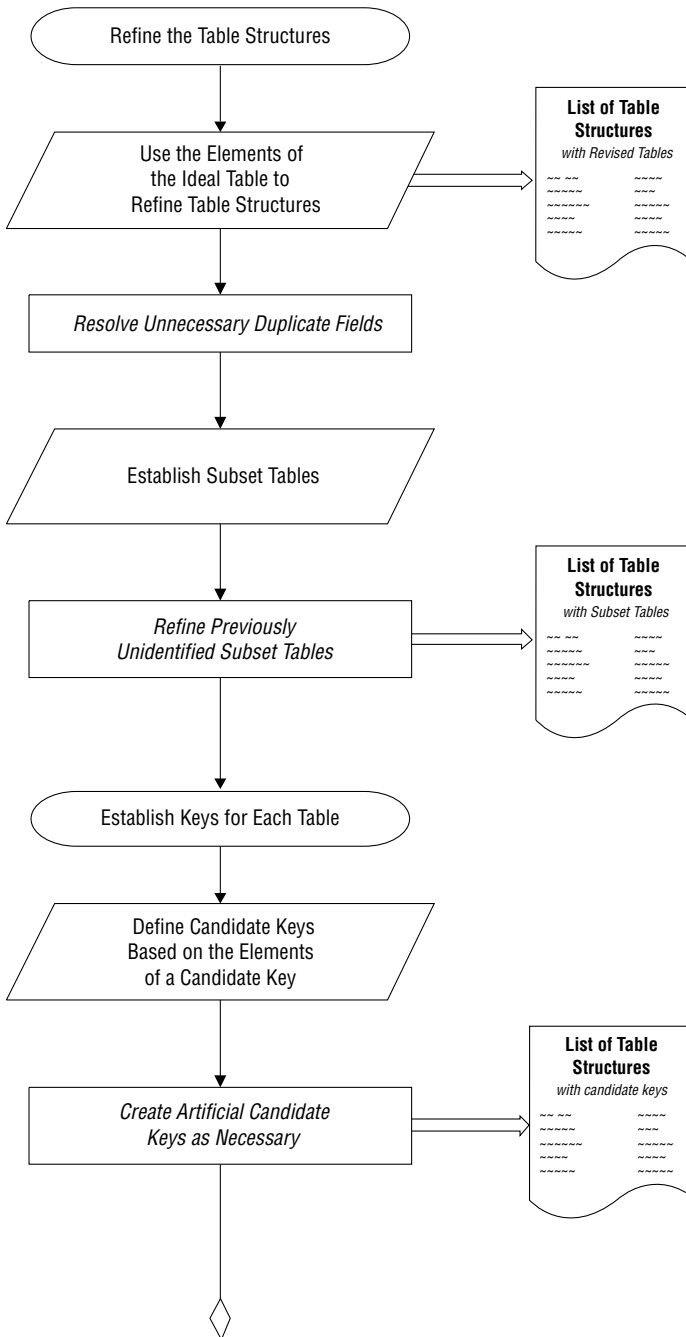 Refine the Table Structures
Use the Elements of
the Ideal Table to
Refine Table Structures
List of Table
Structures
with Revised Tables
~~ ~~ ~~~~
~~~~~ ~~~
~~~~~~ ~~~~~
~~~~ ~~~~
~~~~~ ~~~~~
Resolve Unnecessary Duplicate Fields
Establish Subset Tables
Refine Previously
Unidentified Subset Tables
List of Table
Structures
with Subset Tables
~~ ~~ ~~~~
~~~~~ ~~~
~~~~~~ ~~~~~
~~~~ ~~~~
~~~~~ ~~~~~
Establish Keys for Each Table
Define Candidate Keys
Based on the Elements
of a Candidate Key
Create Artificial Candidate
Keys as Necessary
List of Table
Structures
with candidate keys
~~ ~~ ~~~~
~~~~~ ~~~
~~~~~~ ~~~~~
~~~~ ~~~~
~~~~~ ~~~~~